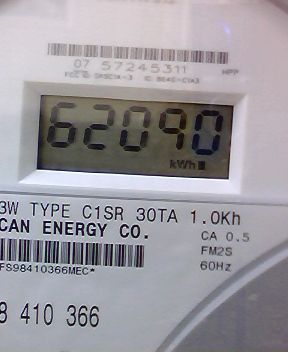 07 57245311
62090
kWh
3W TYPE C1SR 30TA 1.0Kh
CAN ENERGY CO.
CA 0.5
FM2S
60Hz
FS98410366MEC*
8 410 366